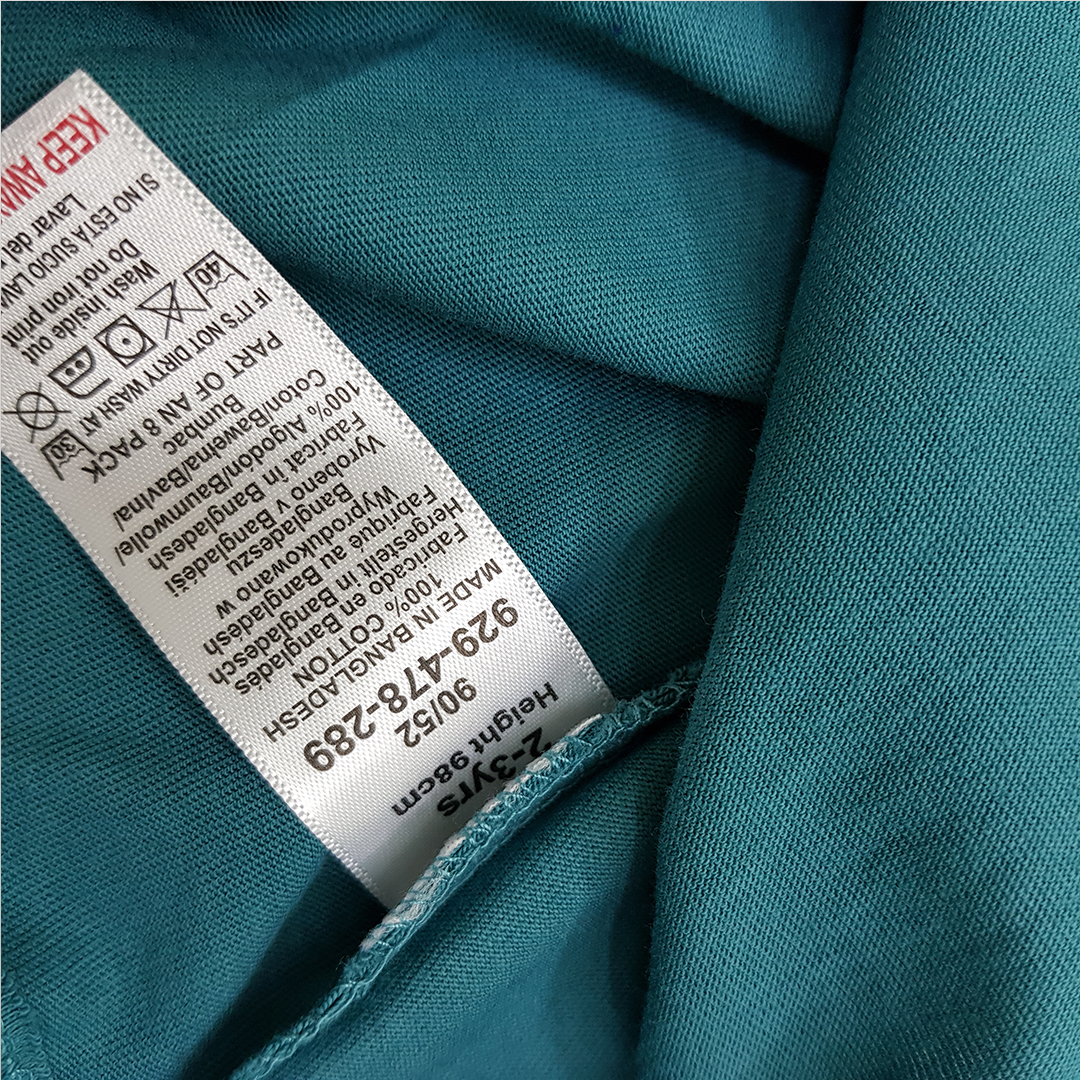 2-3yrs
Height 98cm
90/52
929-478-289
MADE IN BANGLADESH
100% COTTON
Fabricado en Bangladés
Hergestellt in Bangladesch
Fabriqué au Bangladesh
Wyprodukowano w
Bangladeszu
Vyrobeno v Bangladéši
Fabricat în Bangladesh
100% Algodón/Baumwolle/
Coton/Bawełna/Bavlna/
Bumbac
PART OF AN 8 PACK
IF IT'S NOT DIRTY WASH AT 30
40
Wash inside out
Do not iron print
Lavar del
SI NO ESTA SUCIO
KEEP